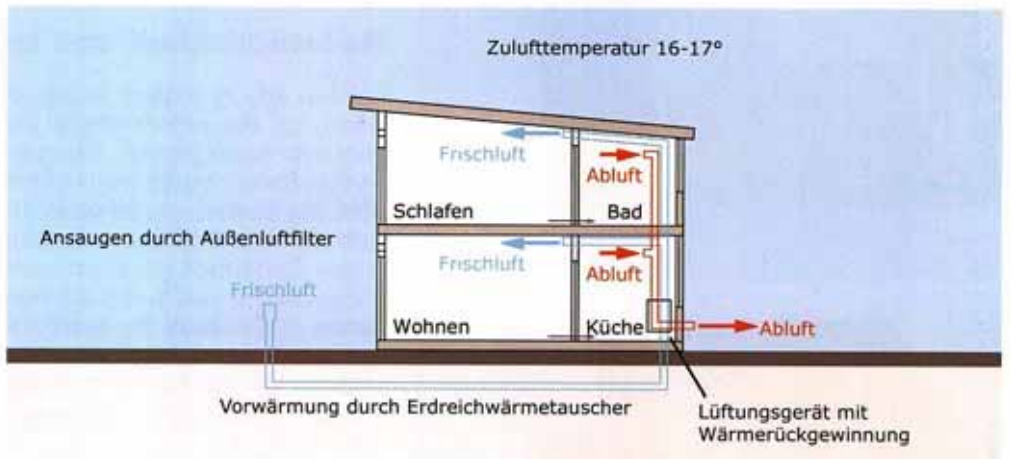 Zulufttemperatur 16-17°
Frischluft
Abluft
Schlafen
Bad
Ansaugen durch Außenluftfilter
Frischluft
Abluft
Frischluft
Wohnen
Küche
Abluft
Vorwärmung durch Erdreichwärmetauscher
Lüftungsgerät mit
Wärmerückgewinnung